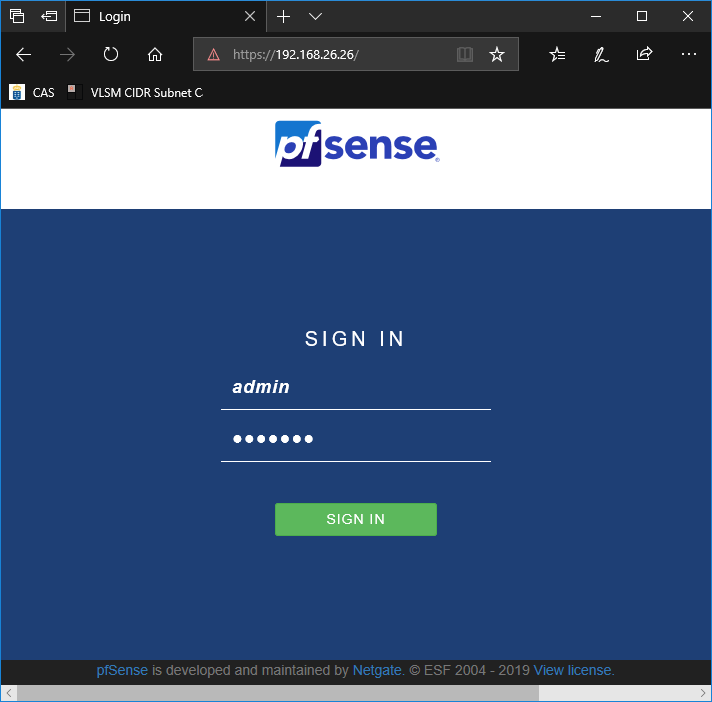 Login
https://192.168.26.26/
CAS VLSM CIDR Subnet C
pfsense®
SIGN IN
admin
•••••••
SIGN IN
pfSense is developed and maintained by Netgate. © ESF 2004 - 2019 View license.